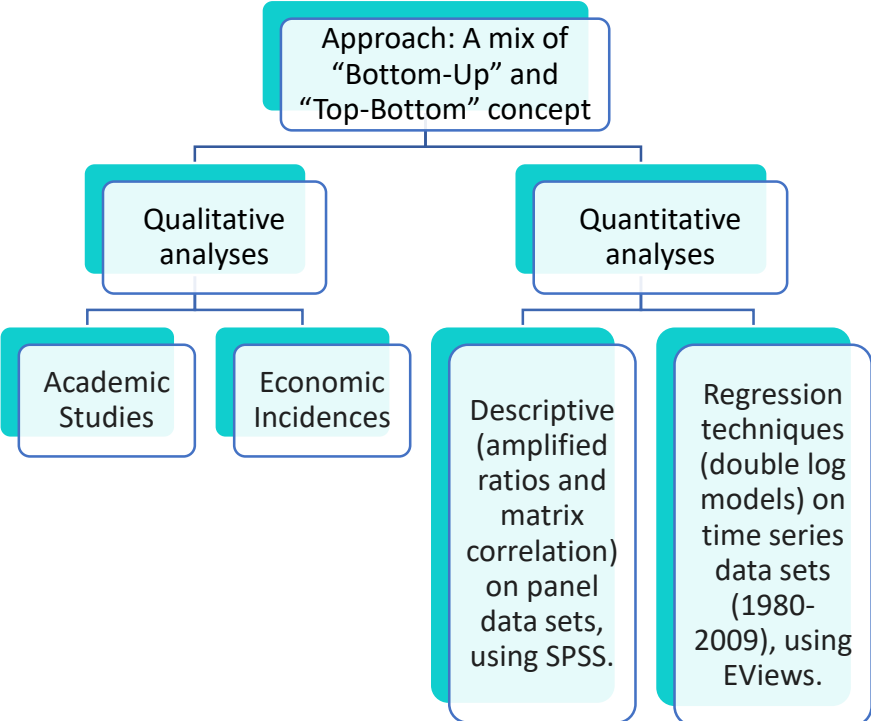 Approach: A mix of
“Bottom-Up” and
“Top-Bottom” concept
Qualitative
analyses
Quantitative
analyses
Academic
Studies
Economic
Incidences
Descriptive
(amplified
ratios and
matrix
correlation)
on panel
data sets,
using SPSS.
Regression
techniques
(double log
models) on
time series
data sets
(1980-
2009), using
EViews.